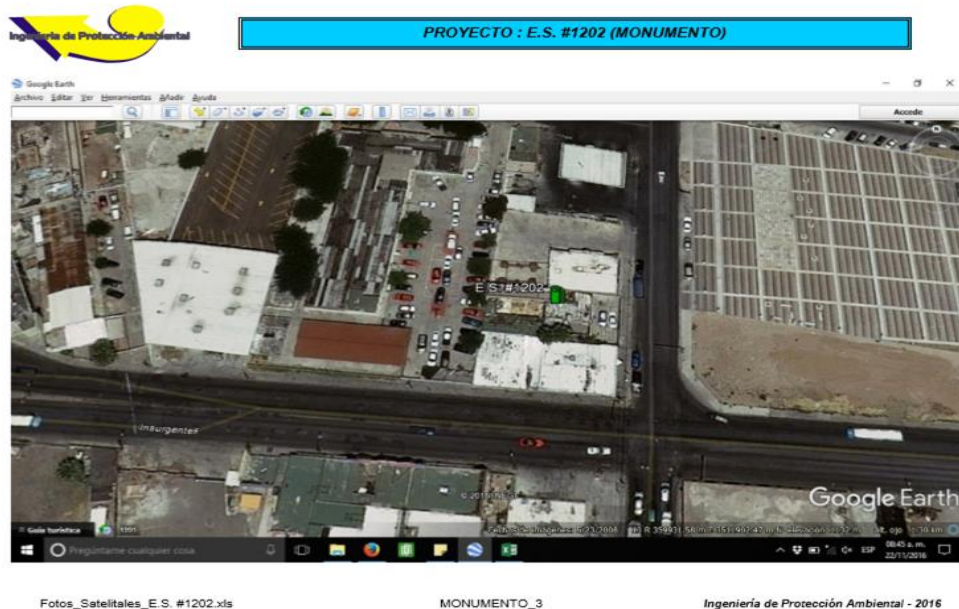 Ingeniería de Protección Ambiental
PROYECTO : E.S. #1202 (MONUMENTO)
Google Earth
Archivo Editar Ver Herramientas Añadir Ayuda
Accede
E.S. #1202
Insurgentes
Google Earth
Guía turística
Pregúntame cualquier cosa
ESP
08:45 p. m.
22/11/2016
Fotos_Satelitales_E.S. #1202.xls
MONUMENTO_3
Ingeniería de Protección Ambiental - 2016